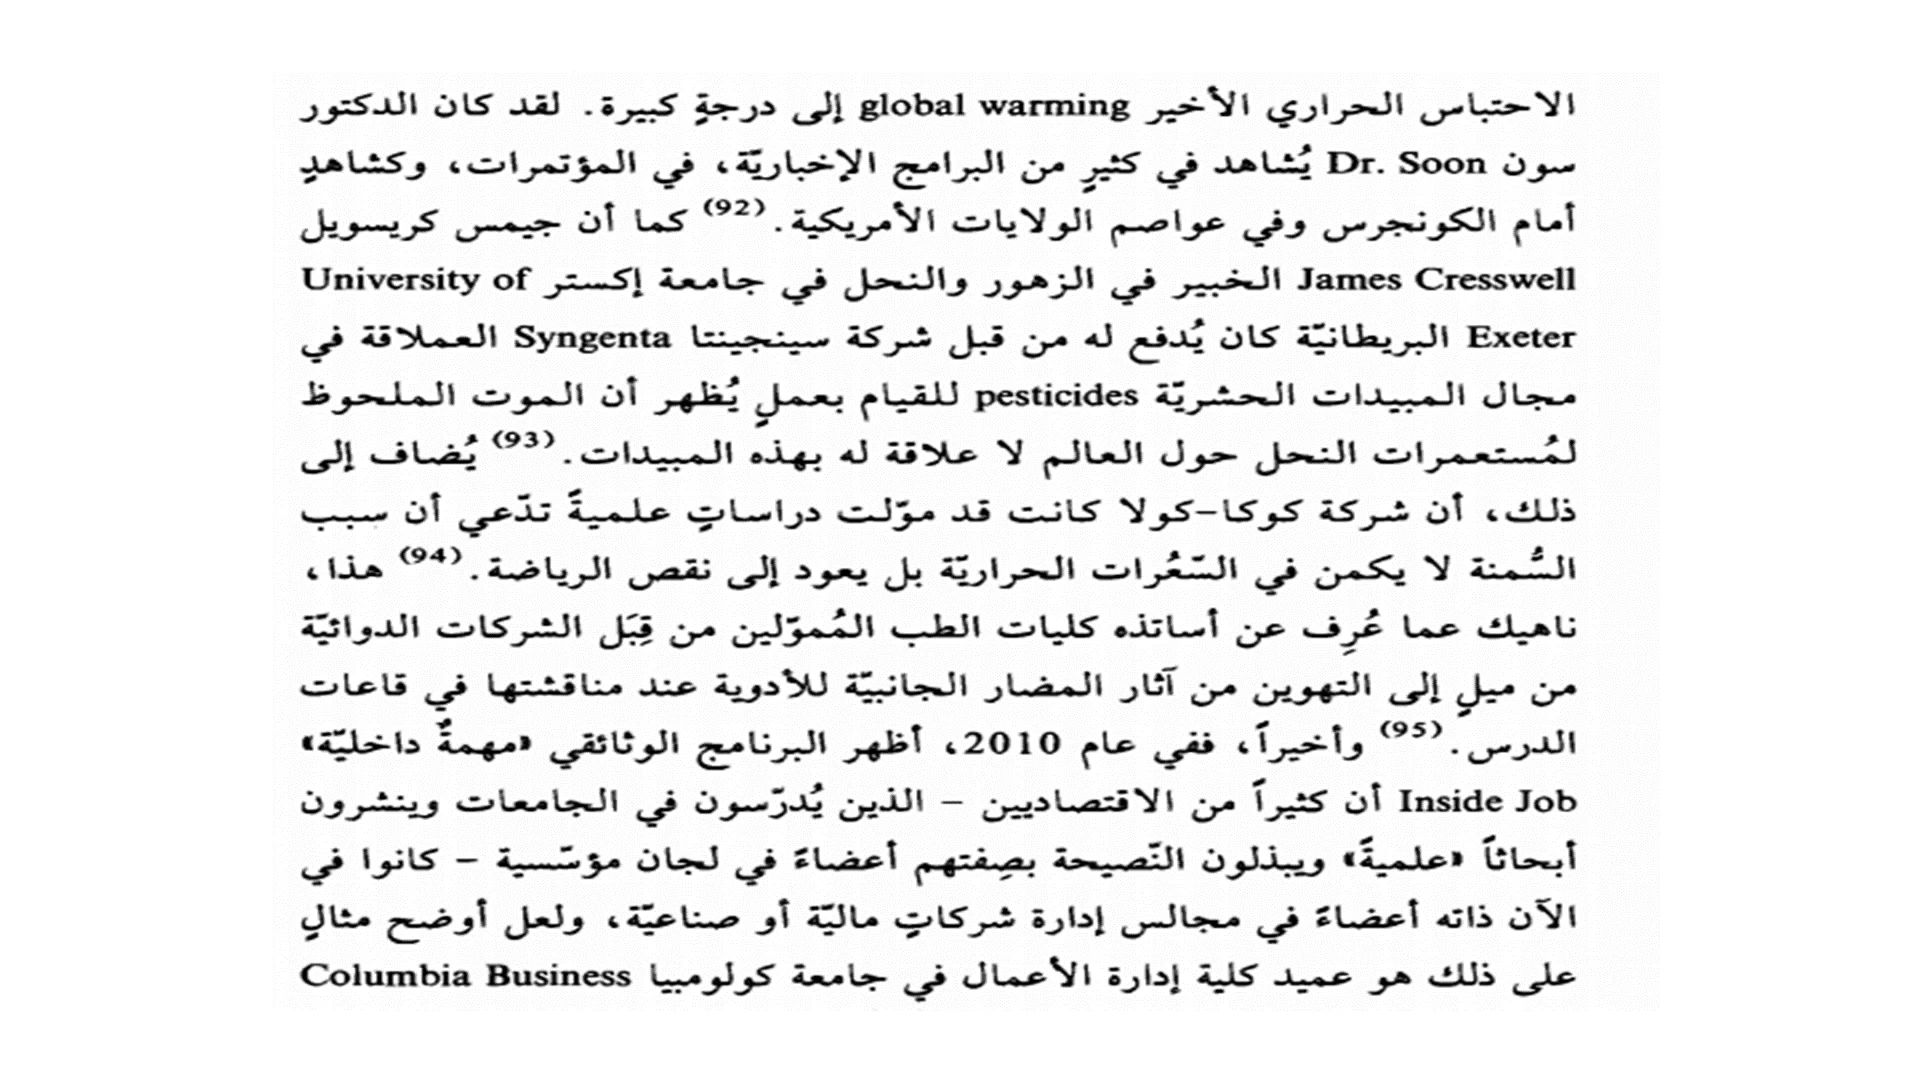 الاحتباس الحراري الأخير global warming إلى درجةٍ كبيرة. لقد كان الدكتور
سون Dr. Soon يُشاهد في كثيرٍ من البرامج الإخباريّة، في المؤتمرات، وكشاهدٍ
أمام الكونجرس وفي عواصم الولايات الأمريكية.(92) كما أن جيمس كريسويل
James Cresswell الخبير في الزهور والنحل في جامعة إكستر University of
Exeter البريطانيّة كان يُدفع له من قبل شركة سينجينتا Syngenta العملاقة في
مجال المبيدات الحشريّة pesticides للقيام بعملٍ يُظهر أن الموت الملحوظ
لمُستعمرات النحل حول العالم لا علاقة له بهذه المبيدات.(93) يُضاف إلى
ذلك، أن شركة كوكا-كولا كانت قد موّلت دراساتٍ علميةً تدّعي أن سبب
السُّمنة لا يكمن في السّعُرات الحراريّة بل يعود إلى نقص الرياضة.(94) هذا،
ناهيك عما عُرِف عن أساتذه كليات الطب المُموّلين من قِبَل الشركات الدوائيّة
من ميلٍ إلى التهوين من آثار المضار الجانبيّة للأدوية عند مناقشتها في قاعات
الدرس.(95) وأخيراً، ففي عام 2010، أظهر البرنامج الوثائقي «مهمةٌ داخليّة»
Inside Job أن كثيراً من الاقتصاديين – الذين يُدرّسون في الجامعات وينشرون
أبحاثاً «علميةً» ويبذلون النّصيحة بصِفتهم أعضاءً في لجان مؤسّسية – كانوا في
الآن ذاته أعضاءً في مجالس إدارة شركاتٍ ماليّة أو صناعيّة، ولعل أوضح مثالٍ
على ذلك هو عميد كلية إدارة الأعمال في جامعة كولومبيا Columbia Business